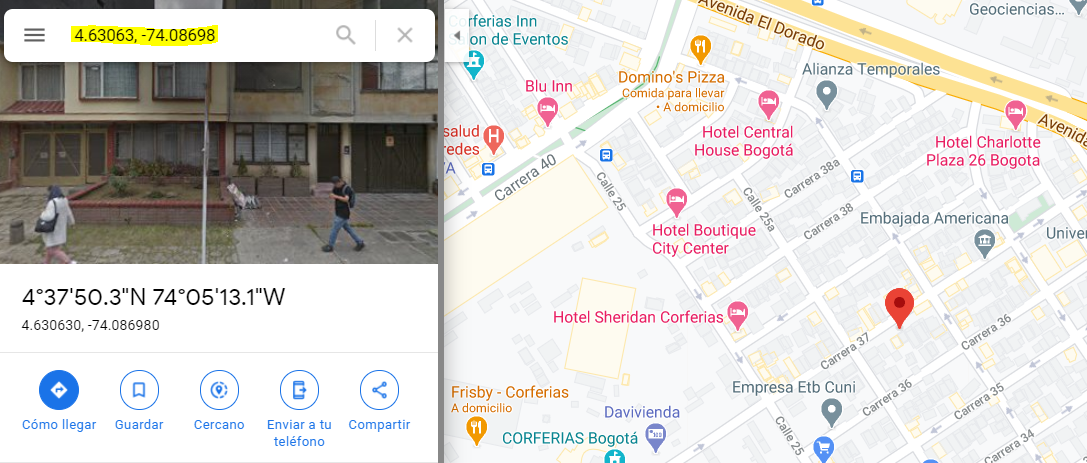 4.63063, -74.08698
4°37'50.3"N 74°05'13.1"W
4.630630, -74.086980
Cómo llegar
Guardar
Cercano
Enviar a tu
teléfono
Compartir
Corferias Inn
on de Eventos
Avenida El Dorado
Geociencias...
Domino's Pizza
Comida para llevar
• A domicilio
Alianza Temporales
Blu Inn
Hotel Central
House Bogotá
Hotel Charlotte
Plaza 26 Bogota
Avenida
salud
redes
Carrera 40
Calle 25
Calle 25a
Carrera 38a
Carrera 38
Hotel Boutique
City Center
Embajada Americana
Univer
Hotel Sheridan Corferias
Carrera 37
Carrera 36
Carrera 36
Empresa Etb Cuni
Frisby - Corferias
A domicilio
Davivienda
CORFERIAS Bogotá
Calle 25
Calle 25a